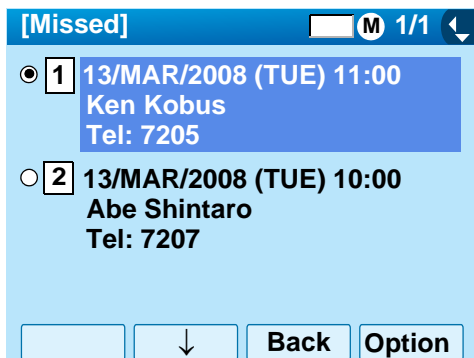 [Missed] M 1/1
1 13/MAR/2008 (TUE) 11:00
Ken Kobus
Tel: 7205
2 13/MAR/2008 (TUE) 10:00
Abe Shintaro
Tel: 7207
↓ Back Option